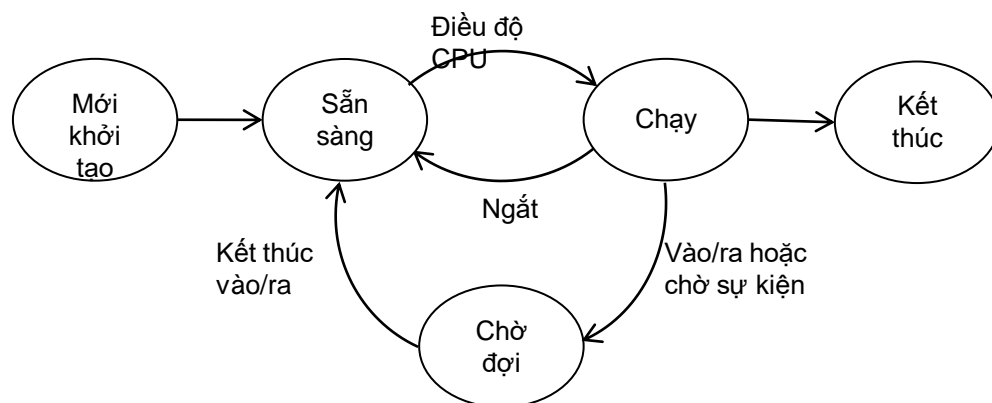 Điều độ
CPU
Mới
khởi
tạo
Sẵn
sàng
Chạy
Kết
thúc
Ngắt
Kết thúc
vào/ra
Vào/ra hoặc
chờ sự kiện
Chờ
đợi